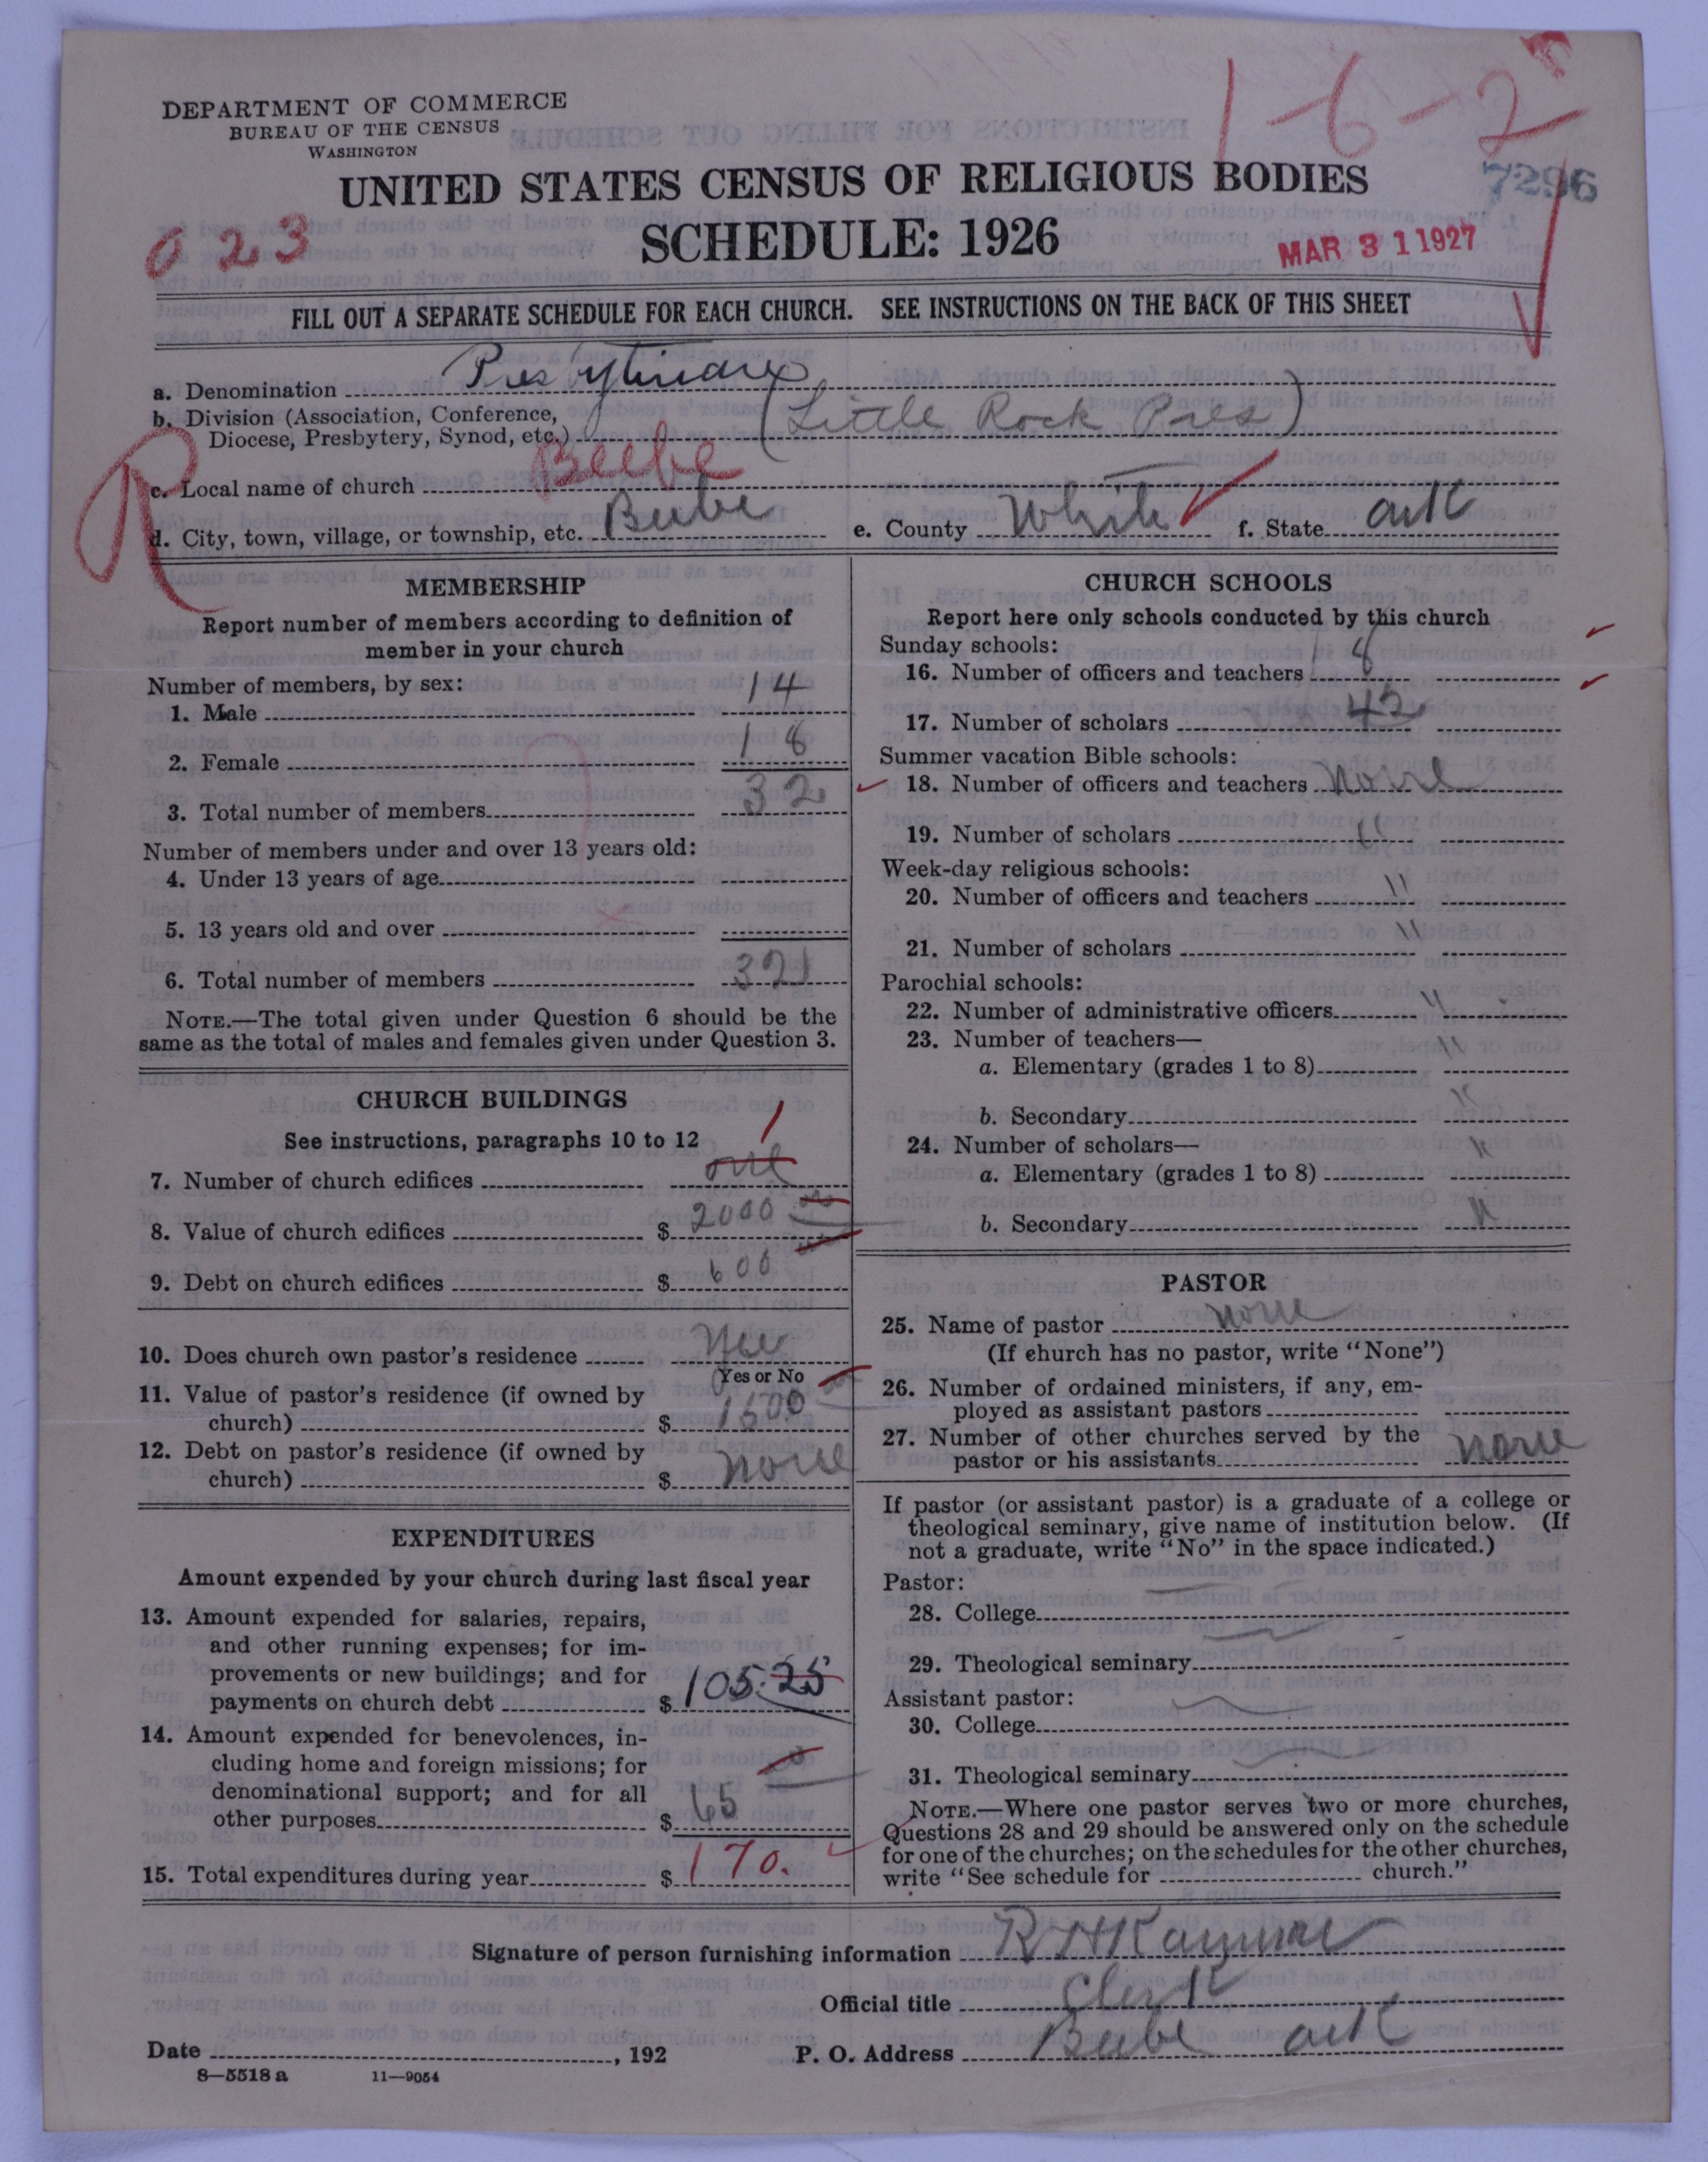 1-6-2
DEPARTMENT OF COMMERCE
BUREAU OF THE CENSUS
WASHINGTON
7296
UNITED STATES CENSUS OF RELIGIOUS BODIES
SCHEDULE: 1926
023
MAR 31 1927
FILL OUT A SEPARATE SCHEDULE FOR EACH CHURCH. SEE INSTRUCTIONS ON THE BACK OF THIS SHEET
a. Denomination Presbyterian
b. Division (Association, Conference,
Diocese, Presbytery, Synod, etc.) (Little Rock Pres)
R
c. Local name of church Beebe
d. City, town, village, or township, etc. Beebe e. County White f. State Ark
MEMBERSHIP
Report number of members according to definition of
member in your church
Number of members, by sex:
1. Male 14
2. Female 18
3. Total number of members 32
Number of members under and over 13 years old:
4. Under 13 years of age
5. 13 years old and over
6. Total number of members 32
NOTE.—The total given under Question 6 should be the
same as the total of males and females given under Question 3.
CHURCH BUILDINGS
See instructions, paragraphs 10 to 12
1
7. Number of church edifices one
8. Value of church edifices $ 2000
9. Debt on church edifices $ 600
10. Does church own pastor's residence
Yes or No
11. Value of pastor's residence (if owned by
church) $ 1500
12. Debt on pastor's residence (if owned by
church) $ none
EXPENDITURES
Amount expended by your church during last fiscal year
13. Amount expended for salaries, repairs,
and other running expenses; for im-
provements or new buildings; and for
payments on church debt $ 105.25
14. Amount expended for benevolences, in-
cluding home and foreign missions; for
denominational support; and for all
other purposes $ 65
15. Total expenditures during year $ 170.
CHURCH SCHOOLS
Report here only schools conducted by this church
Sunday schools:
16. Number of officers and teachers 8
17. Number of scholars 42
Summer vacation Bible schools:
18. Number of officers and teachers None
19. Number of scholars "
Week-day religious schools:
20. Number of officers and teachers "
21. Number of scholars "
Parochial schools:
22. Number of administrative officers "
23. Number of teachers—
a. Elementary (grades 1 to 8) "
b. Secondary "
24. Number of scholars—
a. Elementary (grades 1 to 8) "
b. Secondary "
PASTOR
25. Name of pastor none
(If church has no pastor, write "None")
26. Number of ordained ministers, if any, em-
ployed as assistant pastors
27. Number of other churches served by the
pastor or his assistants none
If pastor (or assistant pastor) is a graduate of a college or
theological seminary, give name of institution below. (If
not a graduate, write "No" in the space indicated.)
Pastor:
28. College
29. Theological seminary
Assistant pastor:
30. College
31. Theological seminary
NOTE.—Where one pastor serves two or more churches,
Questions 28 and 29 should be answered only on the schedule
for one of the churches; on the schedules for the other churches,
write "See schedule for church."
Signature of person furnishing information R H
Official title Clerk
Date , 192 P. O. Address Beebe Ark
8—5518 a 11—9054